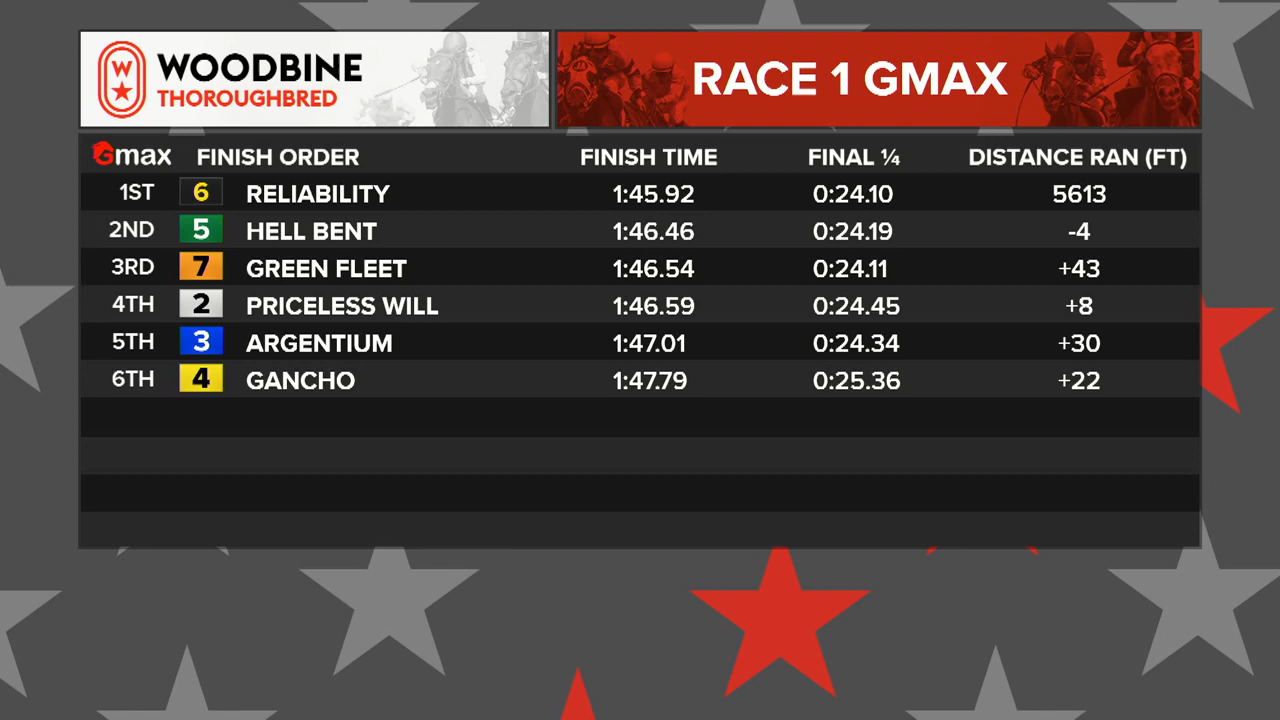 WOODBINE
THOROUGHBRED
RACE 1 GMAX
Gmax FINISH ORDER FINISH TIME FINAL ¼ DISTANCE RAN (FT)
1ST 6 RELIABILITY 1:45.92 0:24.10 5613
2ND 5 HELL BENT 1:46.46 0:24.19 -4
3RD 7 GREEN FLEET 1:46.54 0:24.11 +43
4TH 2 PRICELESS WILL 1:46.59 0:24.45 +8
5TH 3 ARGENTIUM 1:47.01 0:24.34 +30
6TH 4 GANCHO 1:47.79 0:25.36 +22